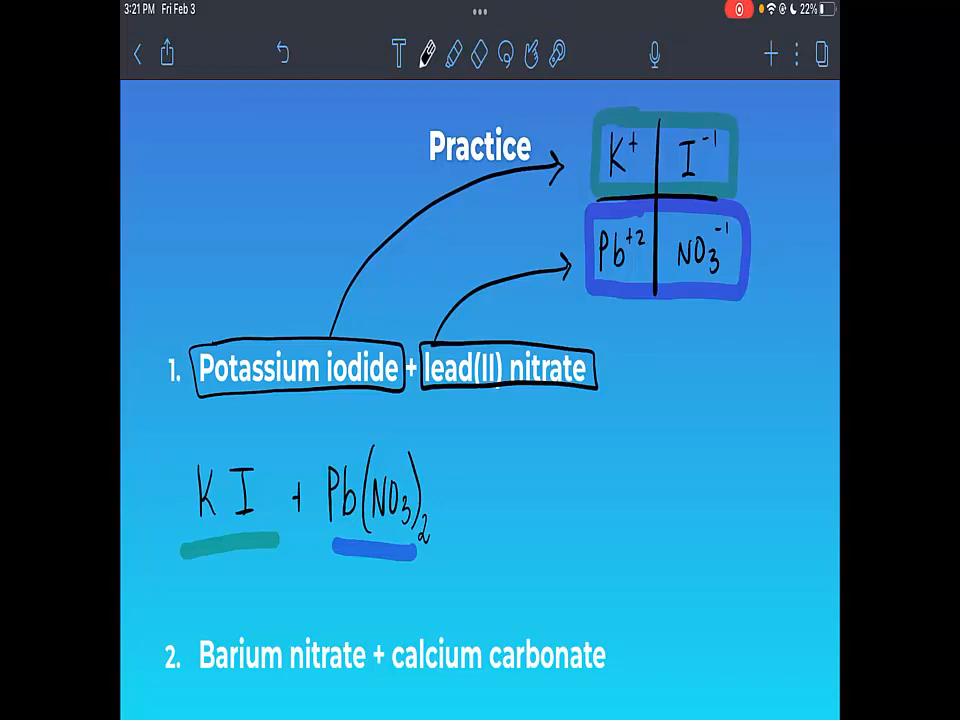 3:21 PM Fri Feb 3
22%
T
Practice
K+ I-1
Pb+2 NO3-1
1. Potassium iodide + lead(II) nitrate
KI + Pb(NO3)2
2. Barium nitrate + calcium carbonate